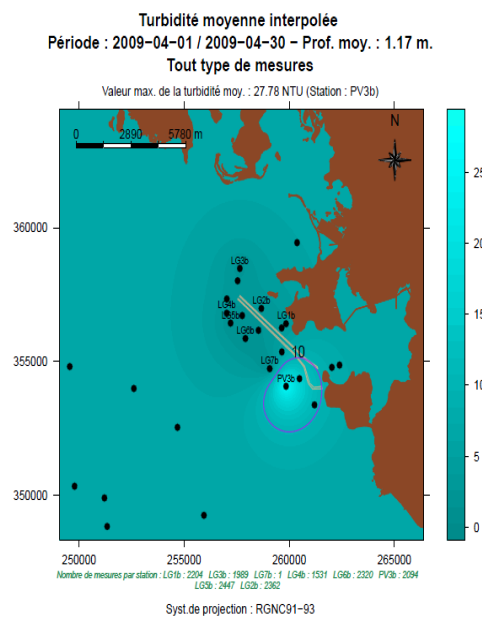 Turbidité moyenne interpolée
Période : 2009−04−01 / 2009−04−30 − Prof. moy. : 1.17 m.
Tout type de mesures
Valeur max. de la turbidité moy. : 27.78 NTU (Station : PV3b)
0 2890 5780 m
N
25
20
15
10
5
0
360000
355000
350000
LG3b
LG4b
LG2b
LG5b
LG1b
LG6b
10
LG7b
PV3b
250000 255000 260000 265000
Nombre de mesures par station : LG1b : 2204 LG3b : 1989 LG7b : 1 LG4b : 1531 LG6b : 2320 PV3b : 2094
LG5b : 2447 LG2b : 2362
Syst.de projection : RGNC91−93